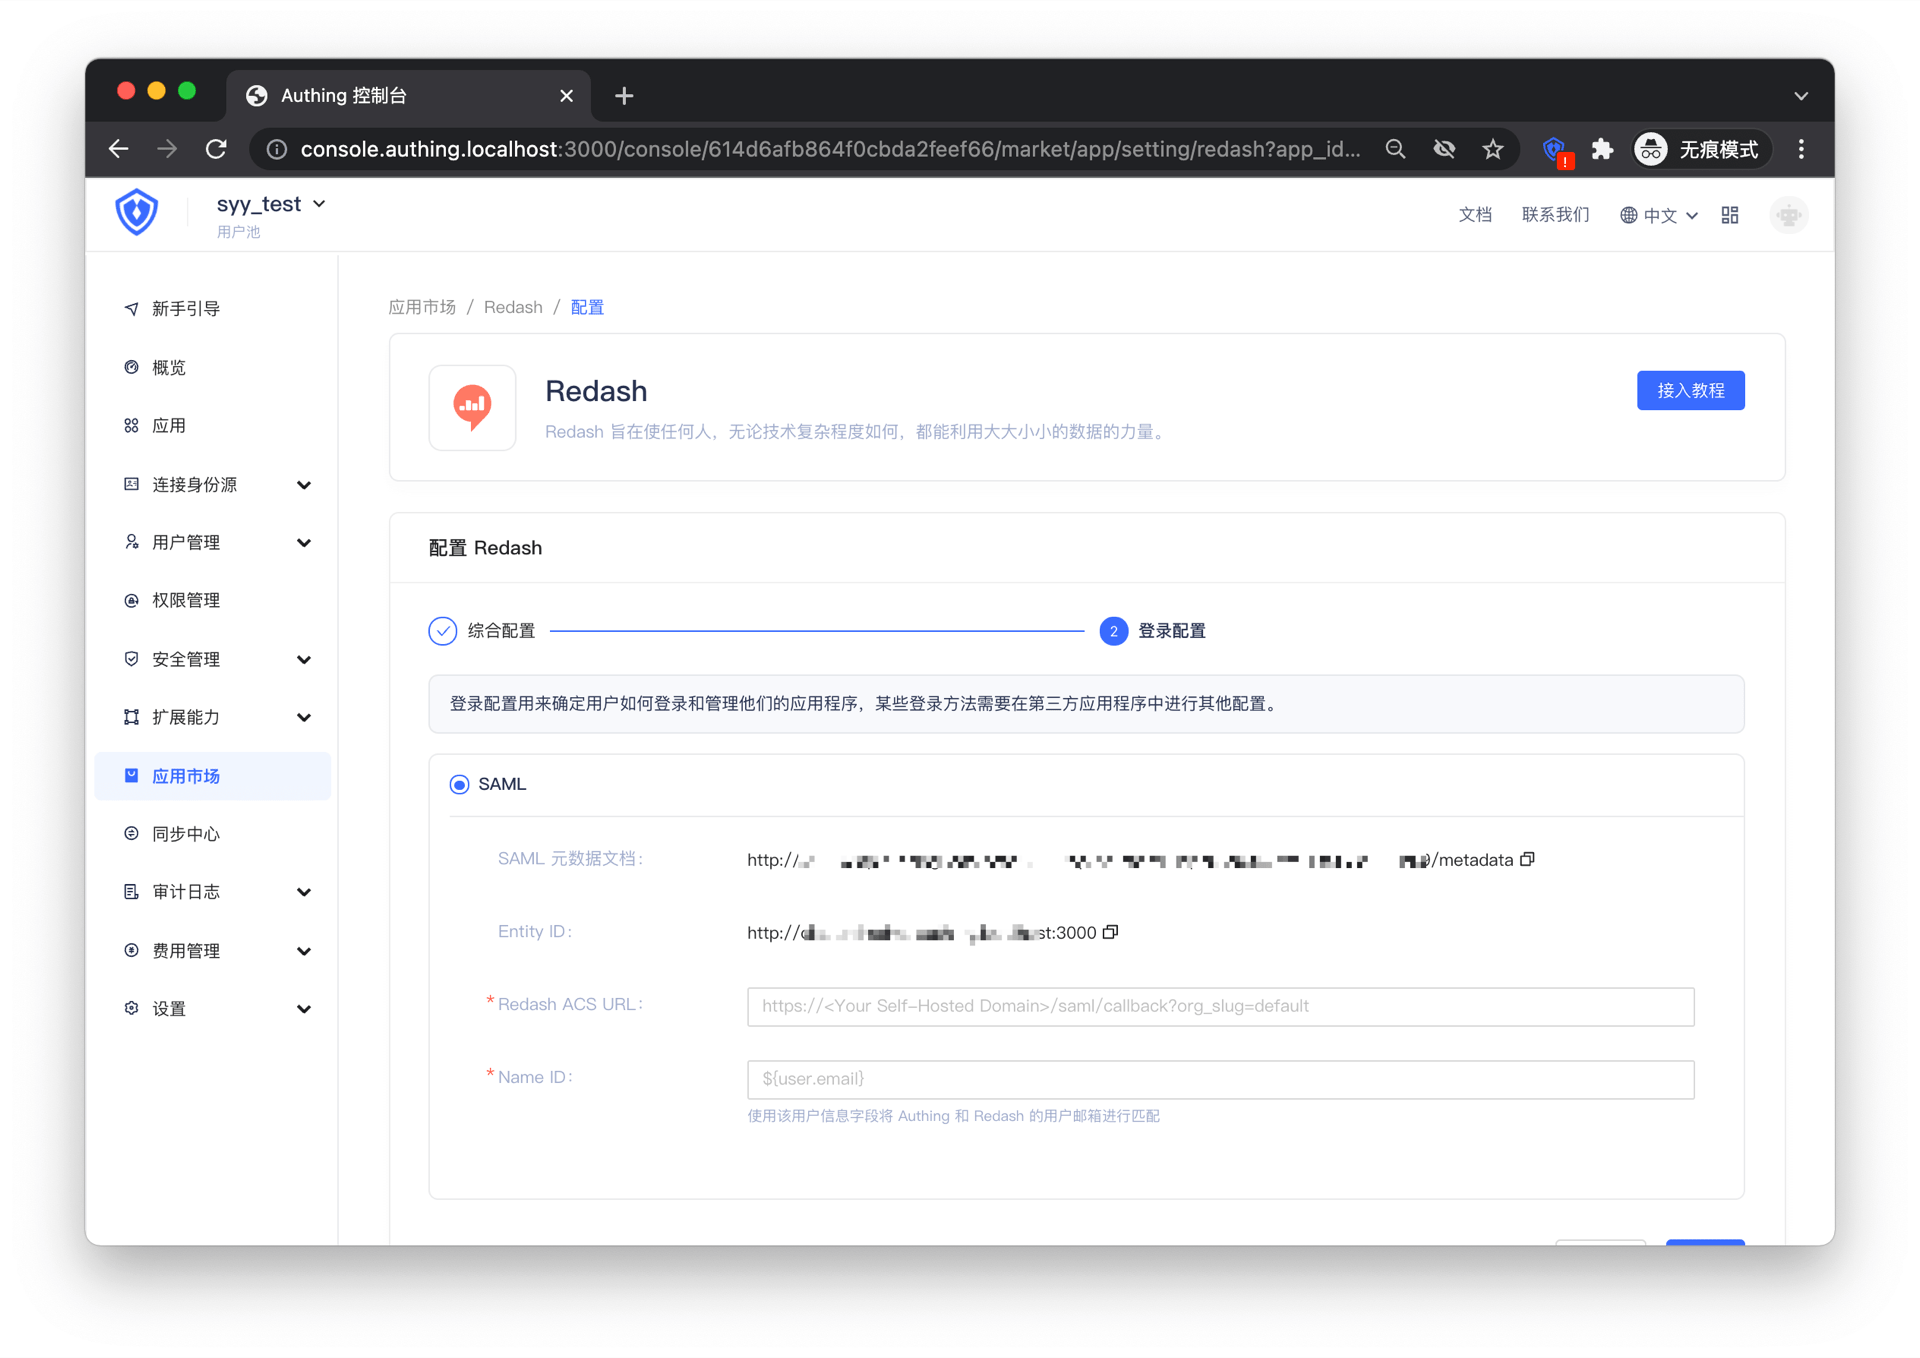 Authing 控制台
console.authing.localhost:3000/console/614d6afb864f0cbda2feef66/market/app/setting/redash?app_id...
无痕模式
syy_test
用户池
文档
联系我们
中文
新手引导
概览
应用
连接身份源
用户管理
权限管理
安全管理
扩展能力
应用市场
同步中心
审计日志
费用管理
设置
应用市场 / Redash / 配置
Redash
Redash 旨在使任何人，无论技术复杂程度如何，都能利用大大小小的数据的力量。
接入教程
配置 Redash
综合配置
2 登录配置
登录配置用来确定用户如何登录和管理他们的应用程序，某些登录方法需要在第三方应用程序中进行其他配置。
SAML
SAML 元数据文档：
http:// /metadata
Entity ID：
http:// st:3000
* Redash ACS URL：
https://<Your Self-Hosted Domain>/saml/callback?org_slug=default
* Name ID：
${user.email}
使用该用户信息字段将 Authing 和 Redash 的用户邮箱进行匹配